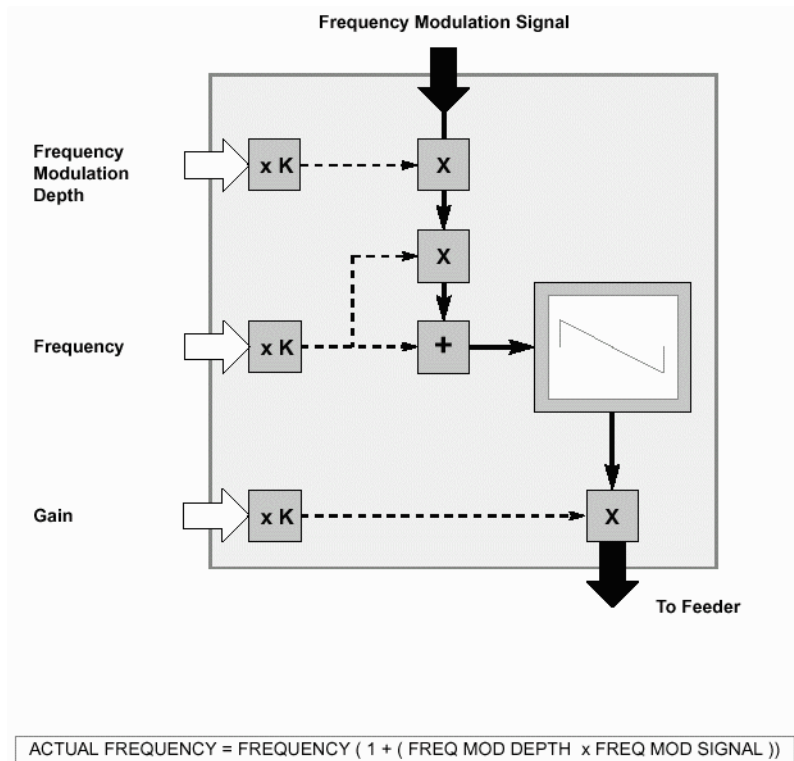 Frequency Modulation Signal
Frequency
Modulation
Depth
x K
X
X
Frequency
x K
+
Gain
x K
X
To Feeder
ACTUAL FREQUENCY = FREQUENCY ( 1 + ( FREQ MOD DEPTH x FREQ MOD SIGNAL ))